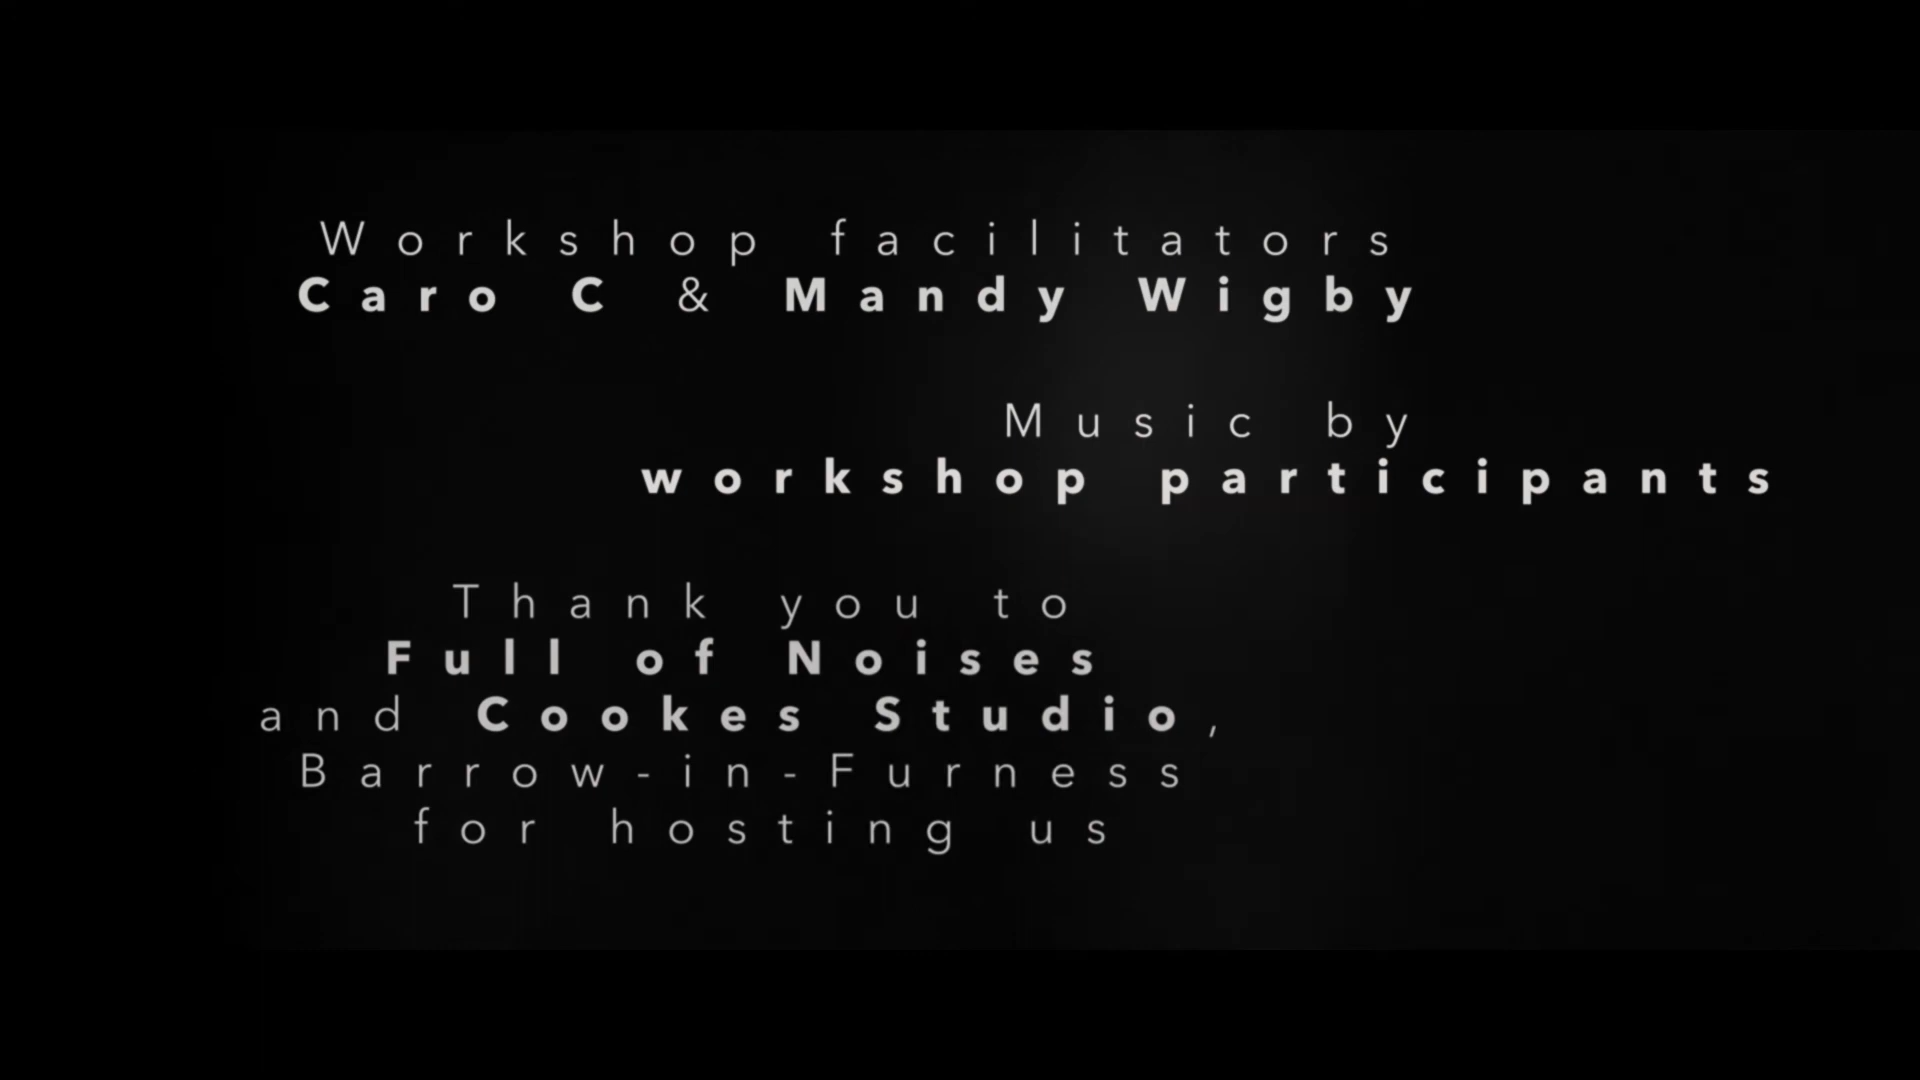 Workshop facilitators
Caro C & Mandy Wigby
Music by
workshop participants
Thank you to
Full of Noises
and Cookes Studio,
Barrow-in-Furness
for hosting us